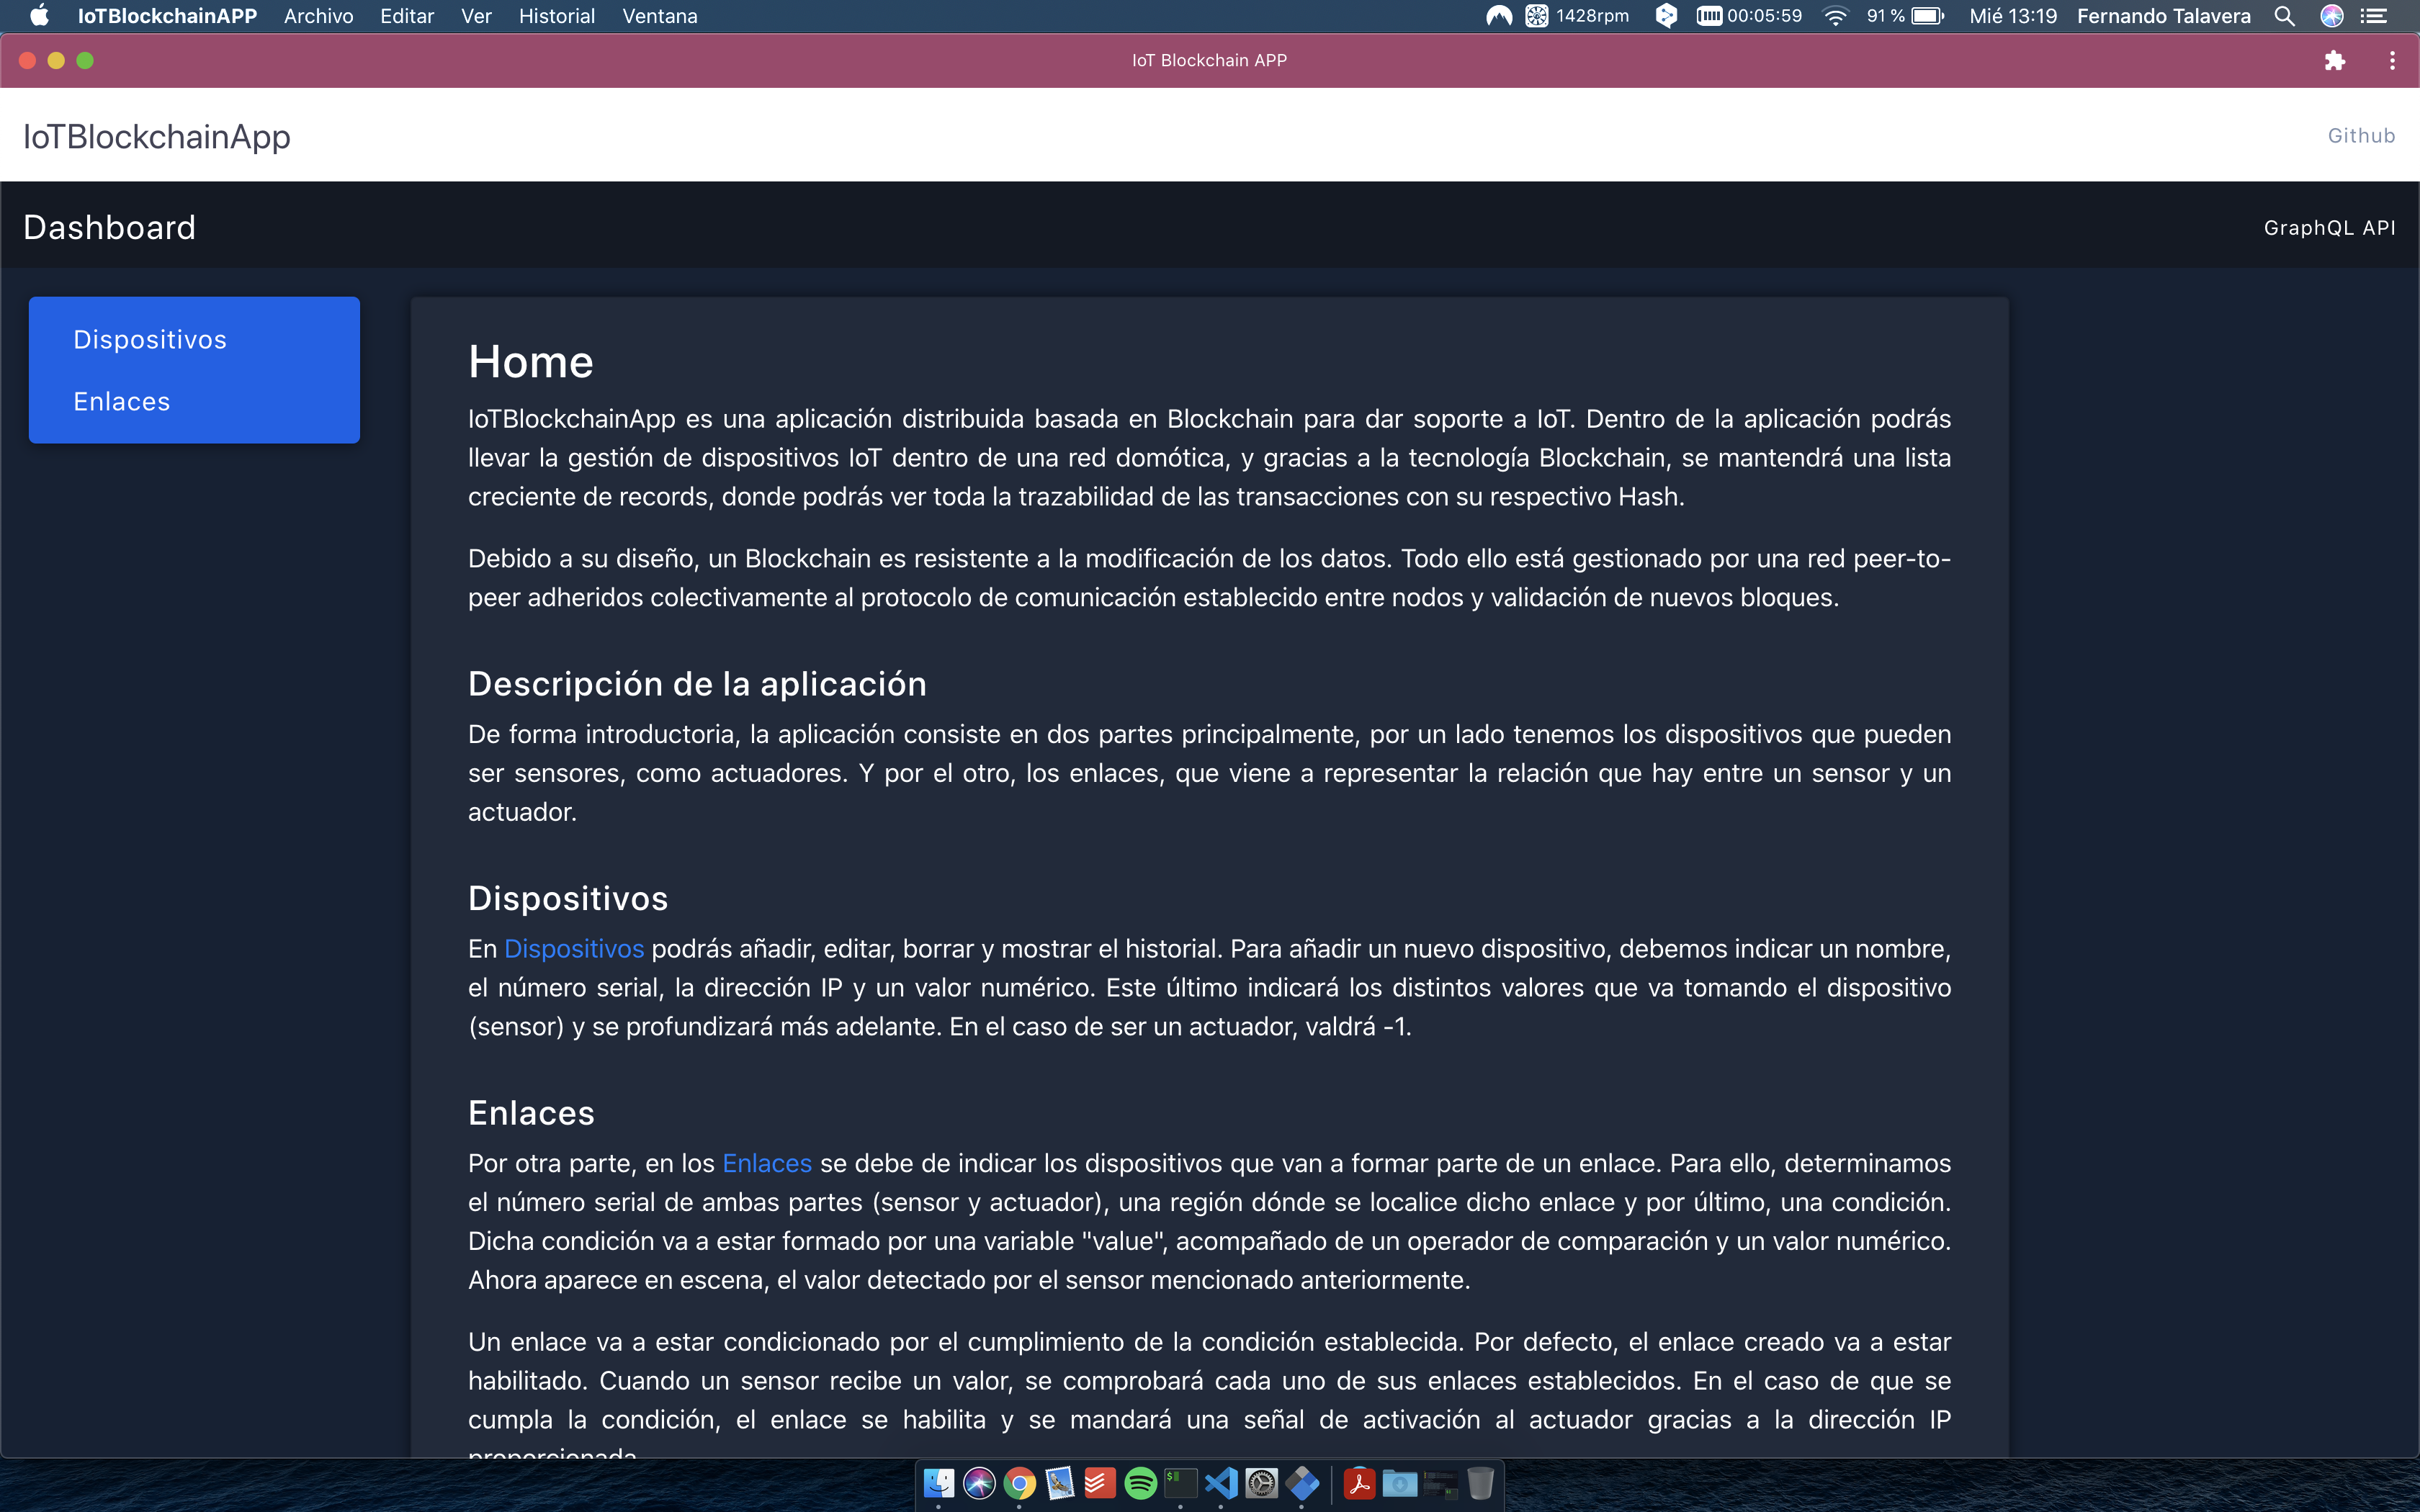 IoTBlockchainAPP Archivo Editar Ver Historial Ventana 1428rpm 00:05:59 91 % Mié 13:19 Fernando Talavera
IoT Blockchain APP
IoTBlockchainApp Github
Dashboard GraphQL API
Dispositivos
Enlaces
Home
IoTBlockchainApp es una aplicación distribuida basada en Blockchain para dar soporte a IoT. Dentro de la aplicación podrás
llevar la gestión de dispositivos IoT dentro de una red domótica, y gracias a la tecnología Blockchain, se mantendrá una lista
creciente de records, donde podrás ver toda la trazabilidad de las transacciones con su respectivo Hash.
Debido a su diseño, un Blockchain es resistente a la modificación de los datos. Todo ello está gestionado por una red peer-to-
peer adheridos colectivamente al protocolo de comunicación establecido entre nodos y validación de nuevos bloques.
Descripción de la aplicación
De forma introductoria, la aplicación consiste en dos partes principalmente, por un lado tenemos los dispositivos que pueden
ser sensores, como actuadores. Y por el otro, los enlaces, que viene a representar la relación que hay entre un sensor y un
actuador.
Dispositivos
En Dispositivos podrás añadir, editar, borrar y mostrar el historial. Para añadir un nuevo dispositivo, debemos indicar un nombre,
el número serial, la dirección IP y un valor numérico. Este último indicará los distintos valores que va tomando el dispositivo
(sensor) y se profundizará más adelante. En el caso de ser un actuador, valdrá -1.
Enlaces
Por otra parte, en los Enlaces se debe de indicar los dispositivos que van a formar parte de un enlace. Para ello, determinamos
el número serial de ambas partes (sensor y actuador), una región dónde se localice dicho enlace y por último, una condición.
Dicha condición va a estar formado por una variable "value", acompañado de un operador de comparación y un valor numérico.
Ahora aparece en escena, el valor detectado por el sensor mencionado anteriormente.
Un enlace va a estar condicionado por el cumplimiento de la condición establecida. Por defecto, el enlace creado va a estar
habilitado. Cuando un sensor recibe un valor, se comprobará cada uno de sus enlaces establecidos. En el caso de que se
cumpla la condición, el enlace se habilita y se mandará una señal de activación al actuador gracias a la dirección IP
proporcionada.